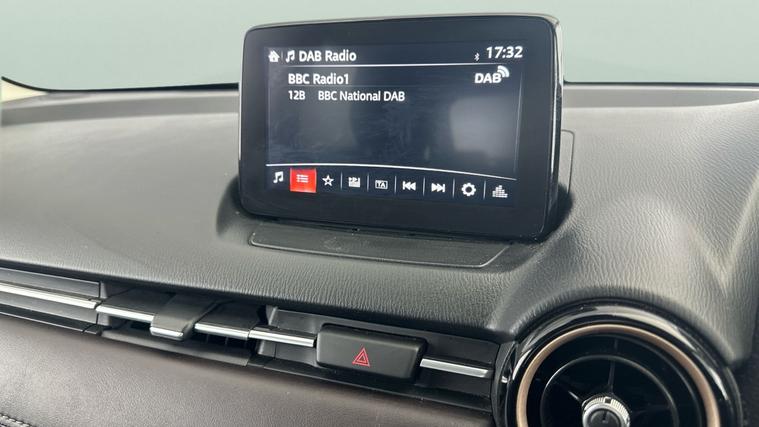 DAB Radio 17:32
BBC Radio1 DAB
12B BBC National DAB
TA